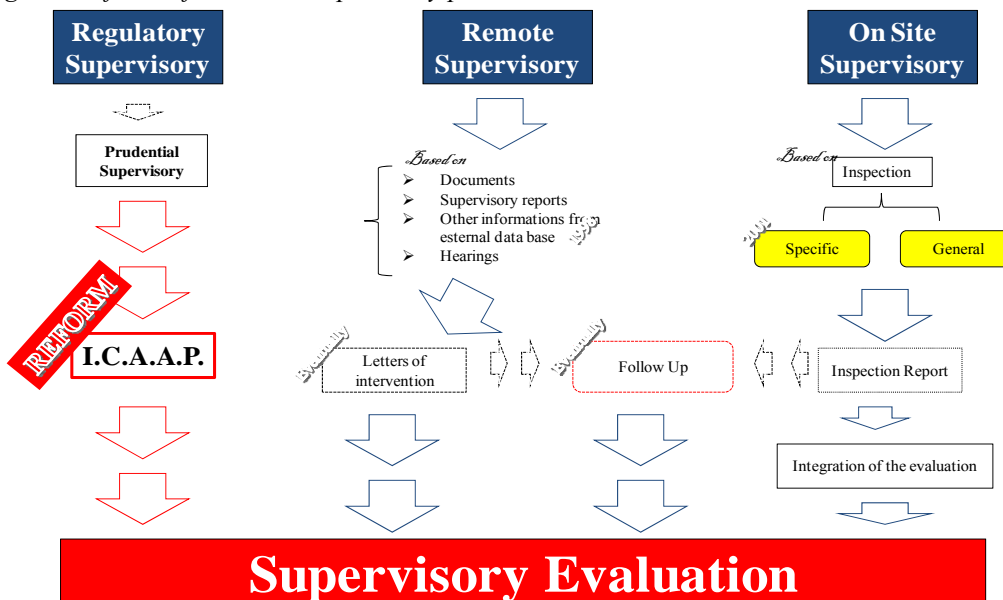 Regulatory
Supervisory
Remote
Supervisory
On Site
Supervisory
Prudential
Supervisory
Based on
Documents
Supervisory reports
Other informations from
esternal data base
Hearings
Based on
Inspection
Specific
General
REFORM
I.C.A.A.P.
Eventually
Letters of
intervention
Eventually
Follow Up
Inspection Report
Integration of the evaluation
Supervisory Evaluation